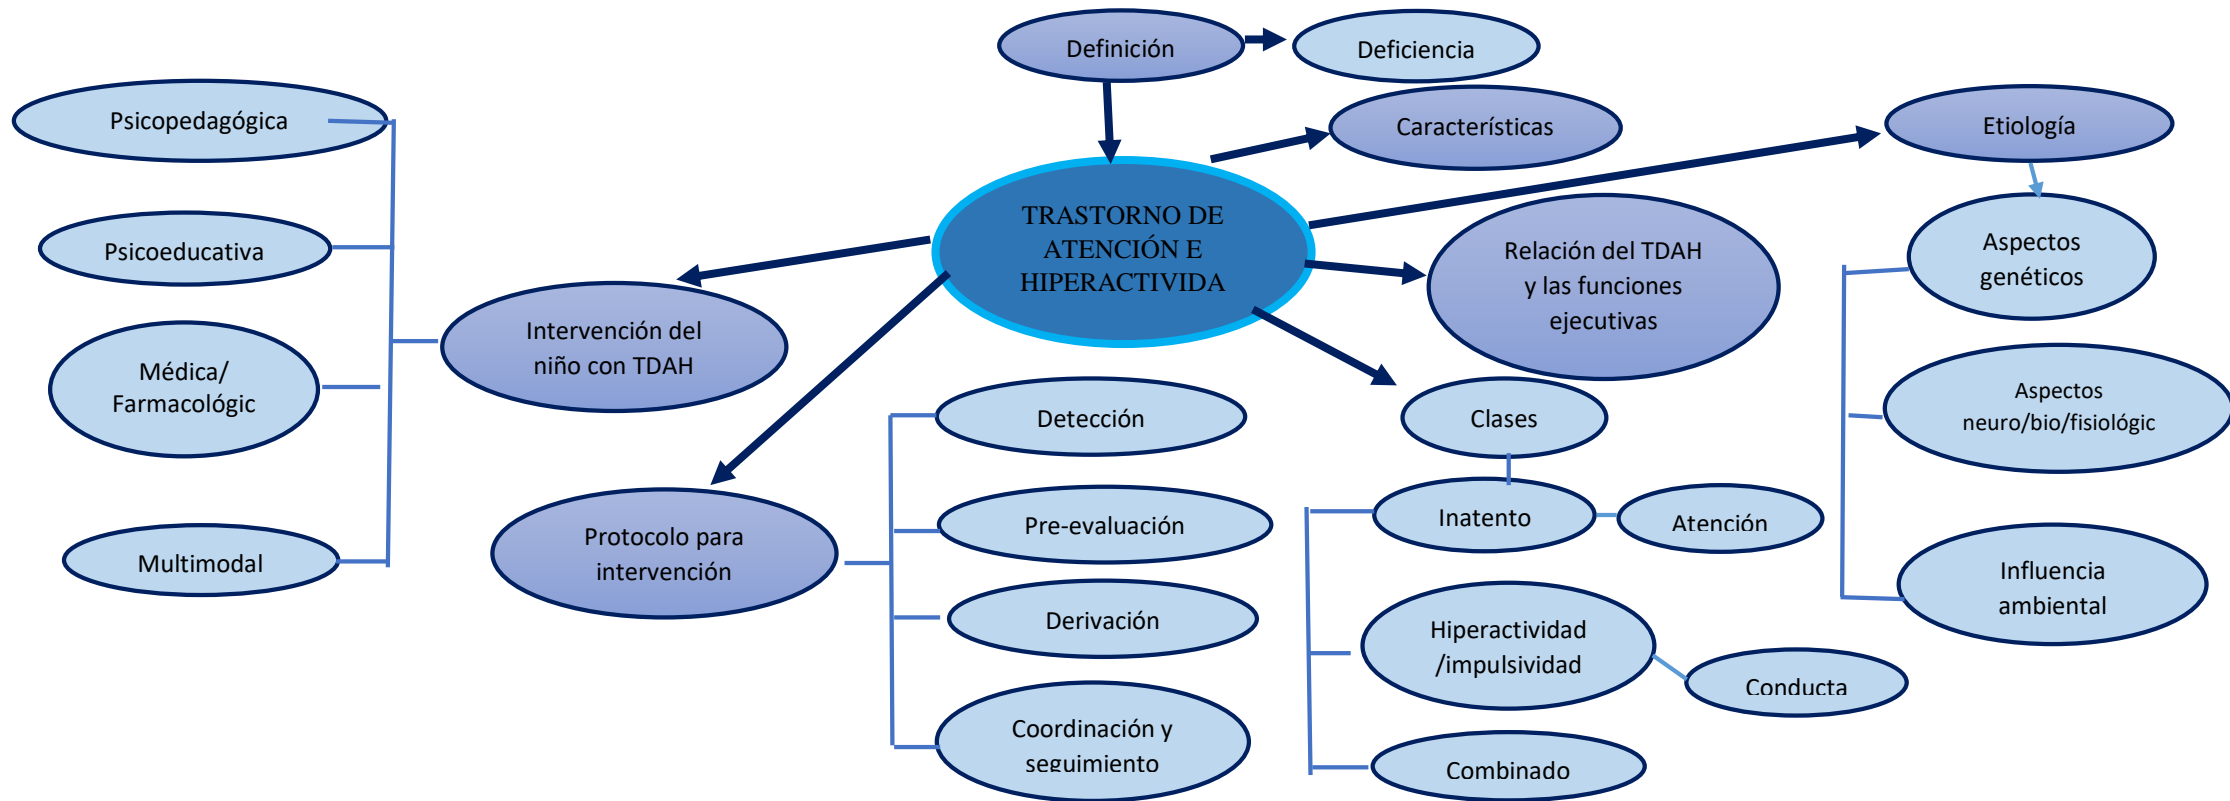 Definición
Deficiencia
Psicopedagógica
Características
Etiología
TRASTORNO DE
ATENCIÓN E
HIPERACTIVIDA
Psicoeducativa
Relación del TDAH
y las funciones
ejecutivas
Aspectos
genéticos
Intervención del
niño con TDAH
Médica/
Farmacológic
Detección
Clases
Aspectos
neuro/bio/fisiológic
Pre-evaluación
Inatento
Atención
Protocolo para
intervención
Multimodal
Influencia
ambiental
Derivación
Hiperactividad
/impulsividad
Conducta
Coordinación y
seguimiento
Combinado